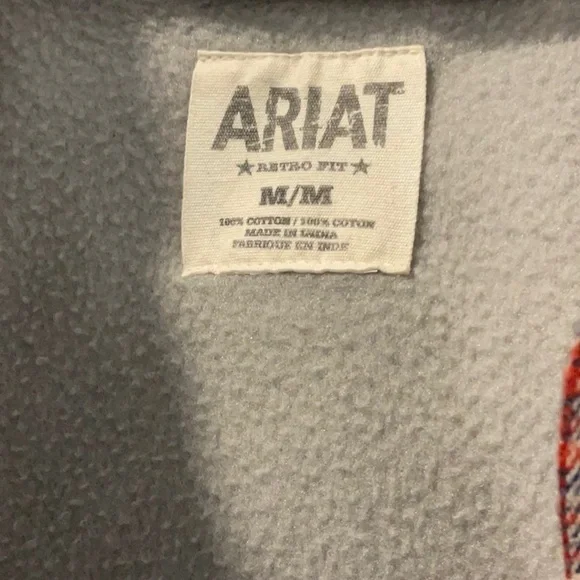 ARIAT
★ RETRO FIT ★
M/M
100% COTTON / 100% COTON
MADE IN INDIA
FABRIQUE EN INDE